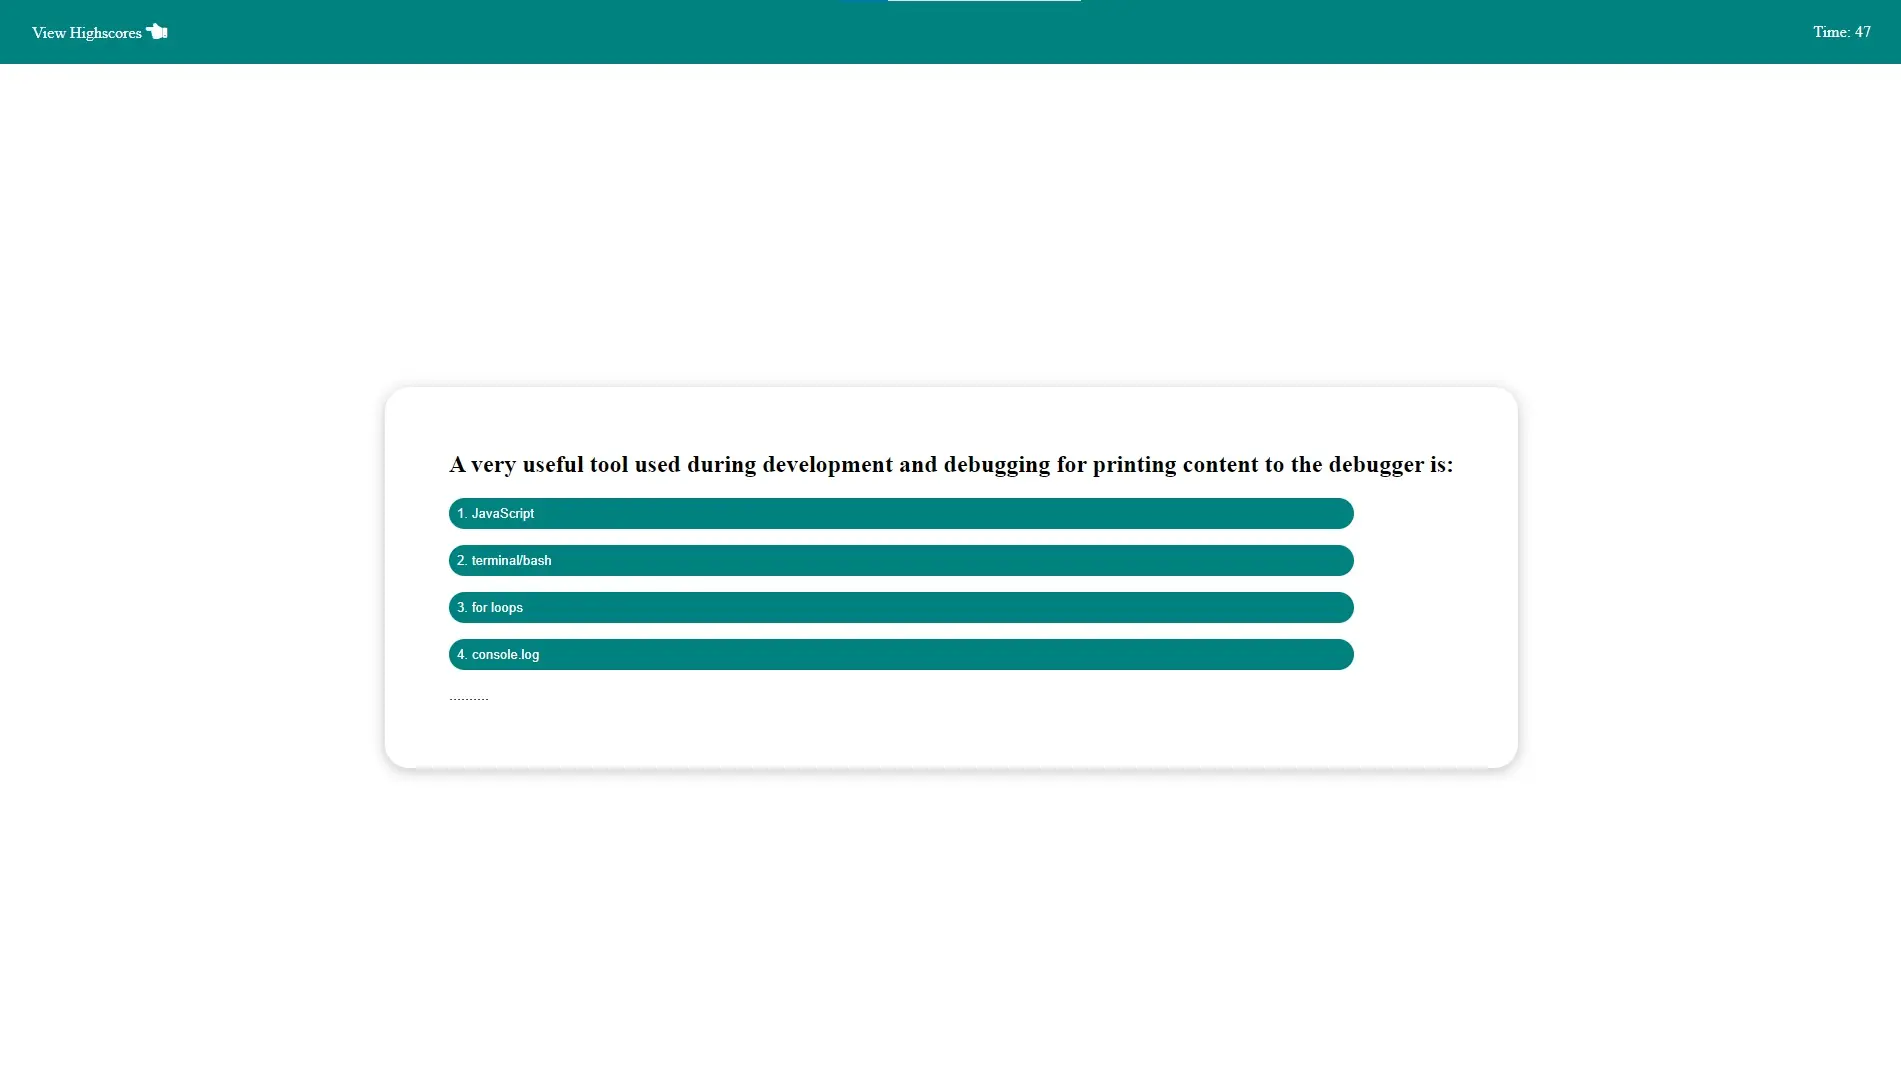 View Highscores
Time: 47
A very useful tool used during development and debugging for printing content to the debugger is:
1. JavaScript
2. terminal/bash
3. for loops
4. console.log
..........